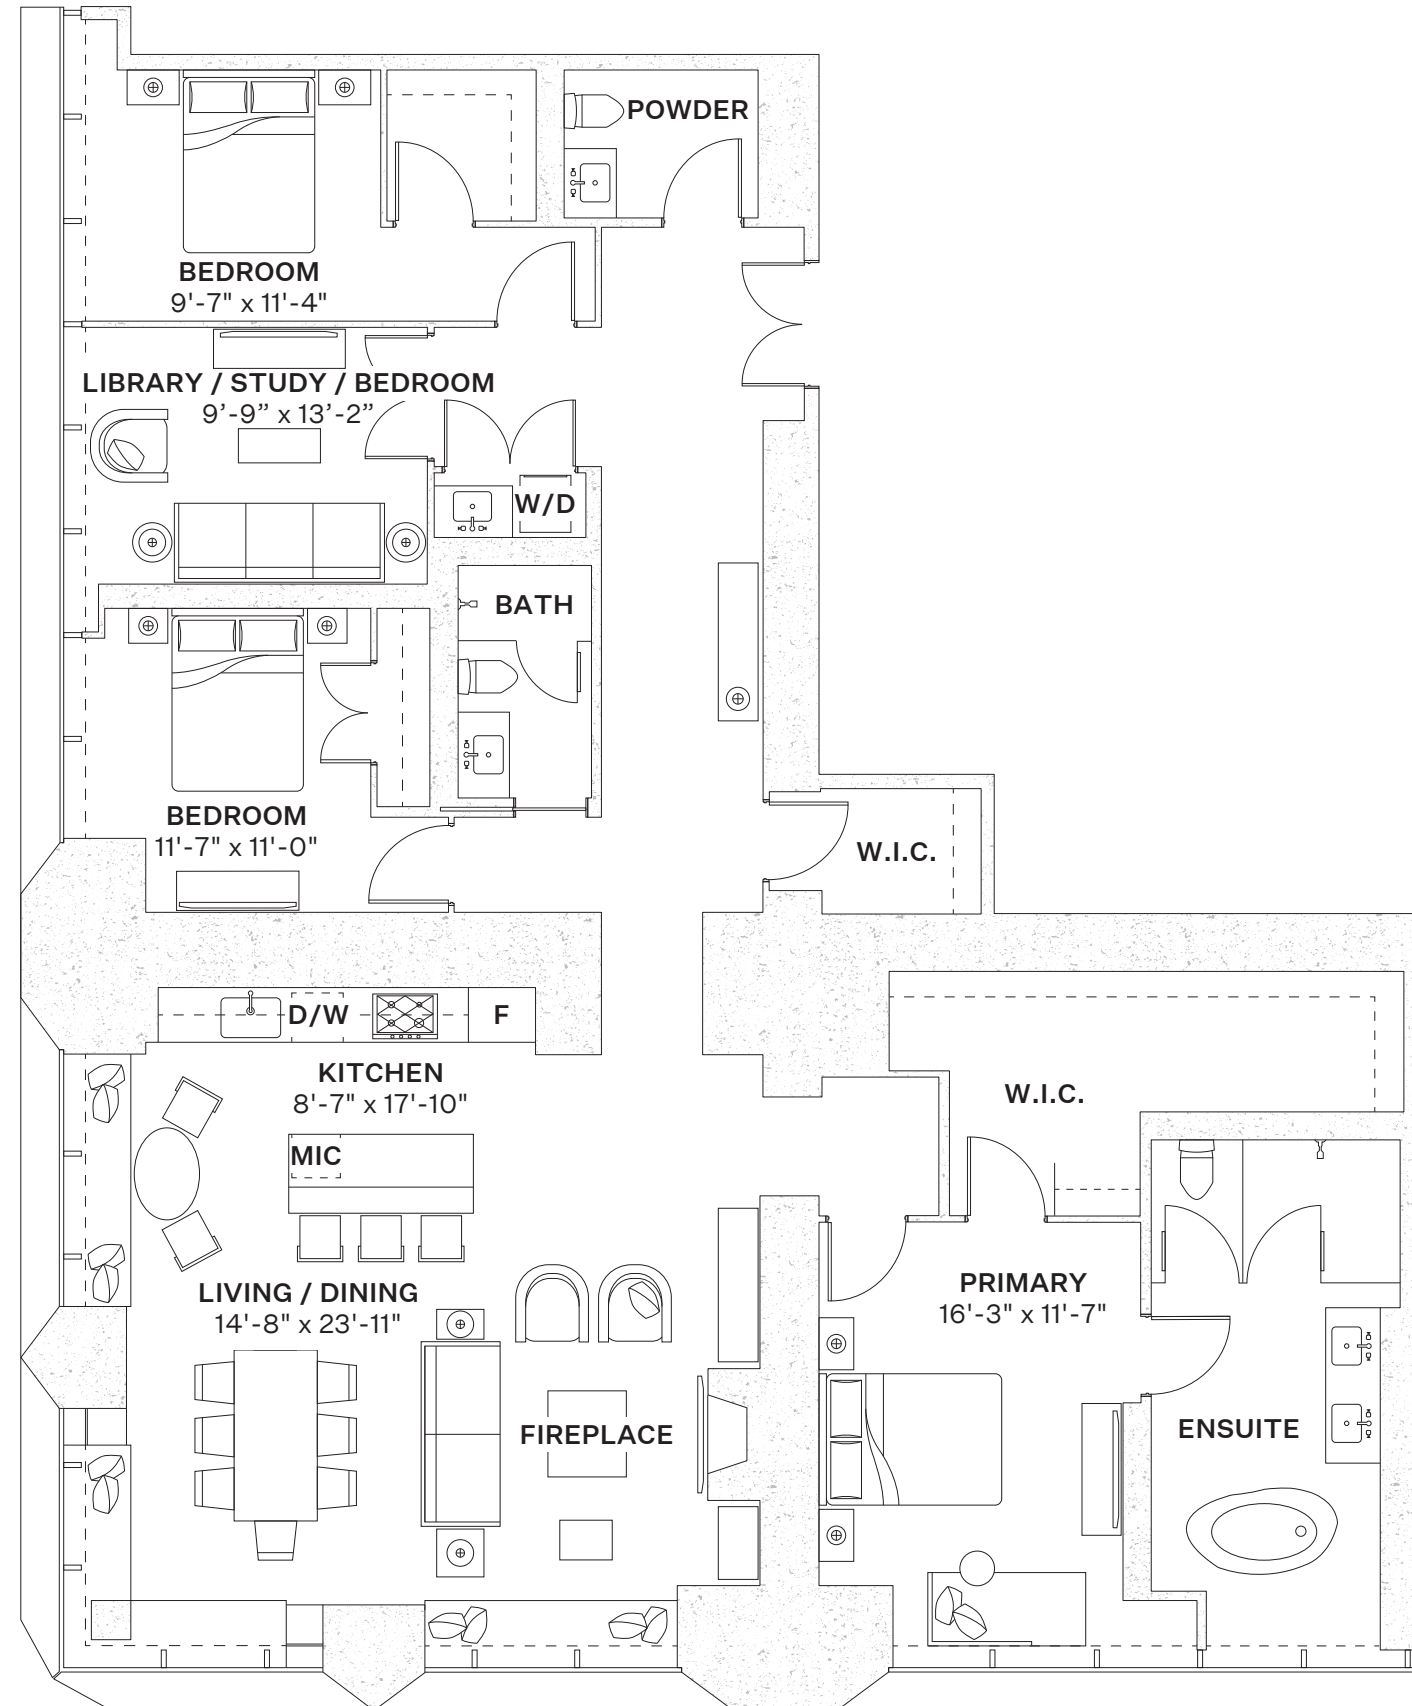 POWDER
BEDROOM
9'-7" x 11'-4"
LIBRARY / STUDY / BEDROOM
9’-9” x 13’-2”
W/D
BATH
BEDROOM
11'-7" x 11'-0"
W.I.C.
D/W
F
KITCHEN
8'-7" x 17'-10"
W.I.C.
MIC
LIVING / DINING
14'-8" x 23'-11"
PRIMARY
16'-3" x 11'-7"
FIREPLACE
ENSUITE